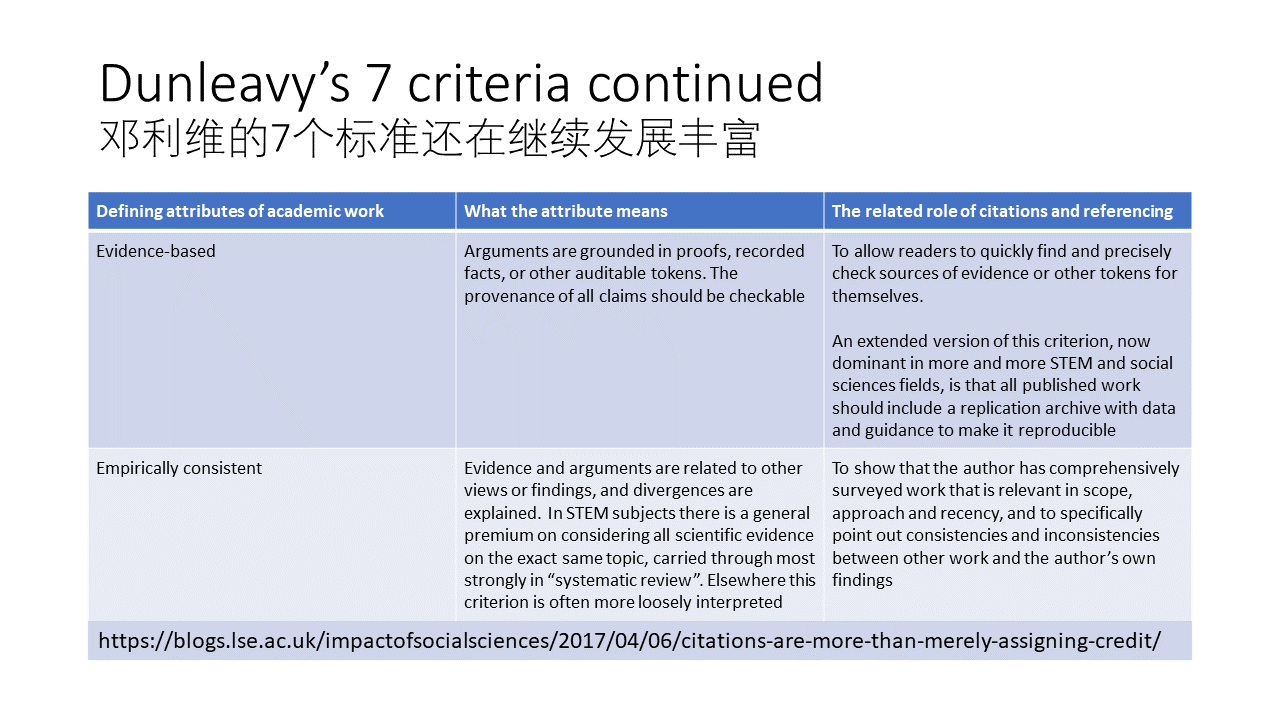 Dunleavy’s 7 criteria continued
邓利维的7个标准还在继续发展丰富
Defining attributes of academic work
What the attribute means
The related role of citations and referencing
Evidence-based
Arguments are grounded in proofs, recorded
facts, or other auditable tokens. The
provenance of all claims should be checkable
To allow readers to quickly find and precisely
check sources of evidence or other tokens for
themselves.
An extended version of this criterion, now
dominant in more and more STEM and social
sciences fields, is that all published work
should include a replication archive with data
and guidance to make it reproducible
Empirically consistent
Evidence and arguments are related to other
views or findings, and divergences are
explained. In STEM subjects there is a general
premium on considering all scientific evidence
on the exact same topic, carried through most
strongly in “systematic review”. Elsewhere this
criterion is often more loosely interpreted
To show that the author has comprehensively
surveyed work that is relevant in scope,
approach and recency, and to specifically
point out consistencies and inconsistencies
between other work and the author’s own
findings
https://blogs.lse.ac.uk/impactofsocialsciences/2017/04/06/citations-are-more-than-merely-assigning-credit/